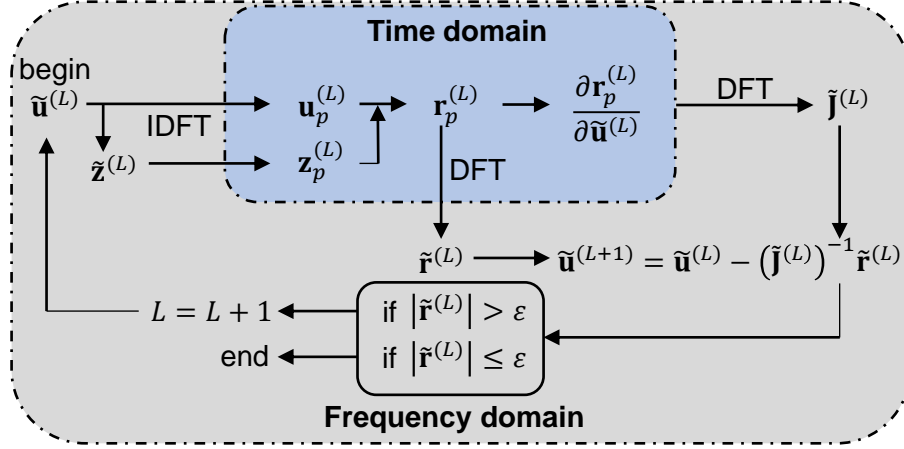 Time domain
begin
ũ^{(L)} IDFT u_p^{(L)} r_p^{(L)} ∂r_p^{(L)}/∂ũ^{(L)} DFT J̃^{(L)}
z̃^{(L)} z_p^{(L)} DFT
r̃^{(L)} ũ^{(L+1)} = ũ^{(L)} − (J̃^{(L)})^{−1} r̃^{(L)}
L = L + 1 if |r̃^{(L)}| > ε
end if |r̃^{(L)}| ≤ ε
Frequency domain